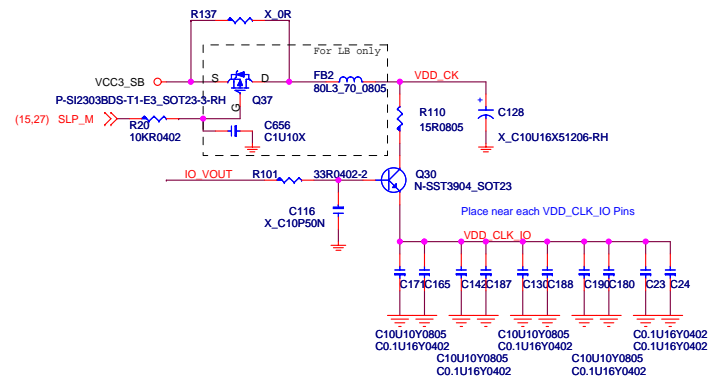 R137 X_0R
For LB only
S D
VCC3_SB
FB2
80L3_70_0805
VDD_CK
P-SI2303BDS-T1-E3_SOT23-3-RH
Q37
G
(15,27) SLP_M
R20
10KR0402
C656
C1U10X
R110
15R0805
+
C128
X_C10U16X51206-RH
IO_VOUT
R101 33R0402-2
Q30
N-SST3904_SOT23
C116
X_C10P50N
Place near each VDD_CLK_IO Pins
VDD_CLK_IO
C171 C165 C142 C187 C130 C188 C190 C180 C23 C24
C10U10Y0805 C10U10Y0805 C0.1U16Y0402
C0.1U16Y0402 C0.1U16Y0402 C0.1U16Y0402
C10U10Y0805 C10U10Y0805
C0.1U16Y0402 C0.1U16Y0402